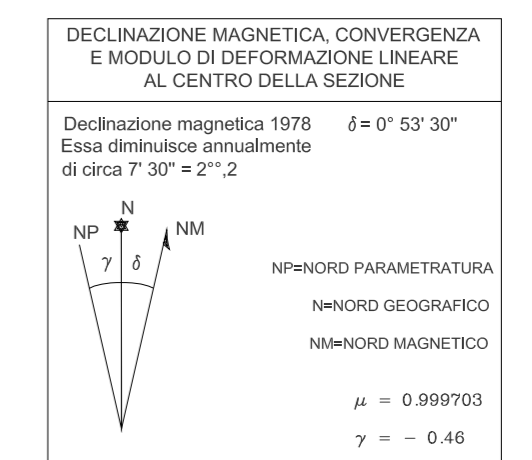 DECLINAZIONE MAGNETICA, CONVERGENZA
E MODULO DI DEFORMAZIONE LINEARE
AL CENTRO DELLA SEZIONE
Declinazione magnetica 1978 δ = 0° 53' 30"
Essa diminuisce annualmente
di circa 7' 30" = 2°°,2
N
NP NM
γ δ
NP=NORD PARAMETRATURA
N=NORD GEOGRAFICO
NM=NORD MAGNETICO
μ = 0.999703
γ = - 0.46